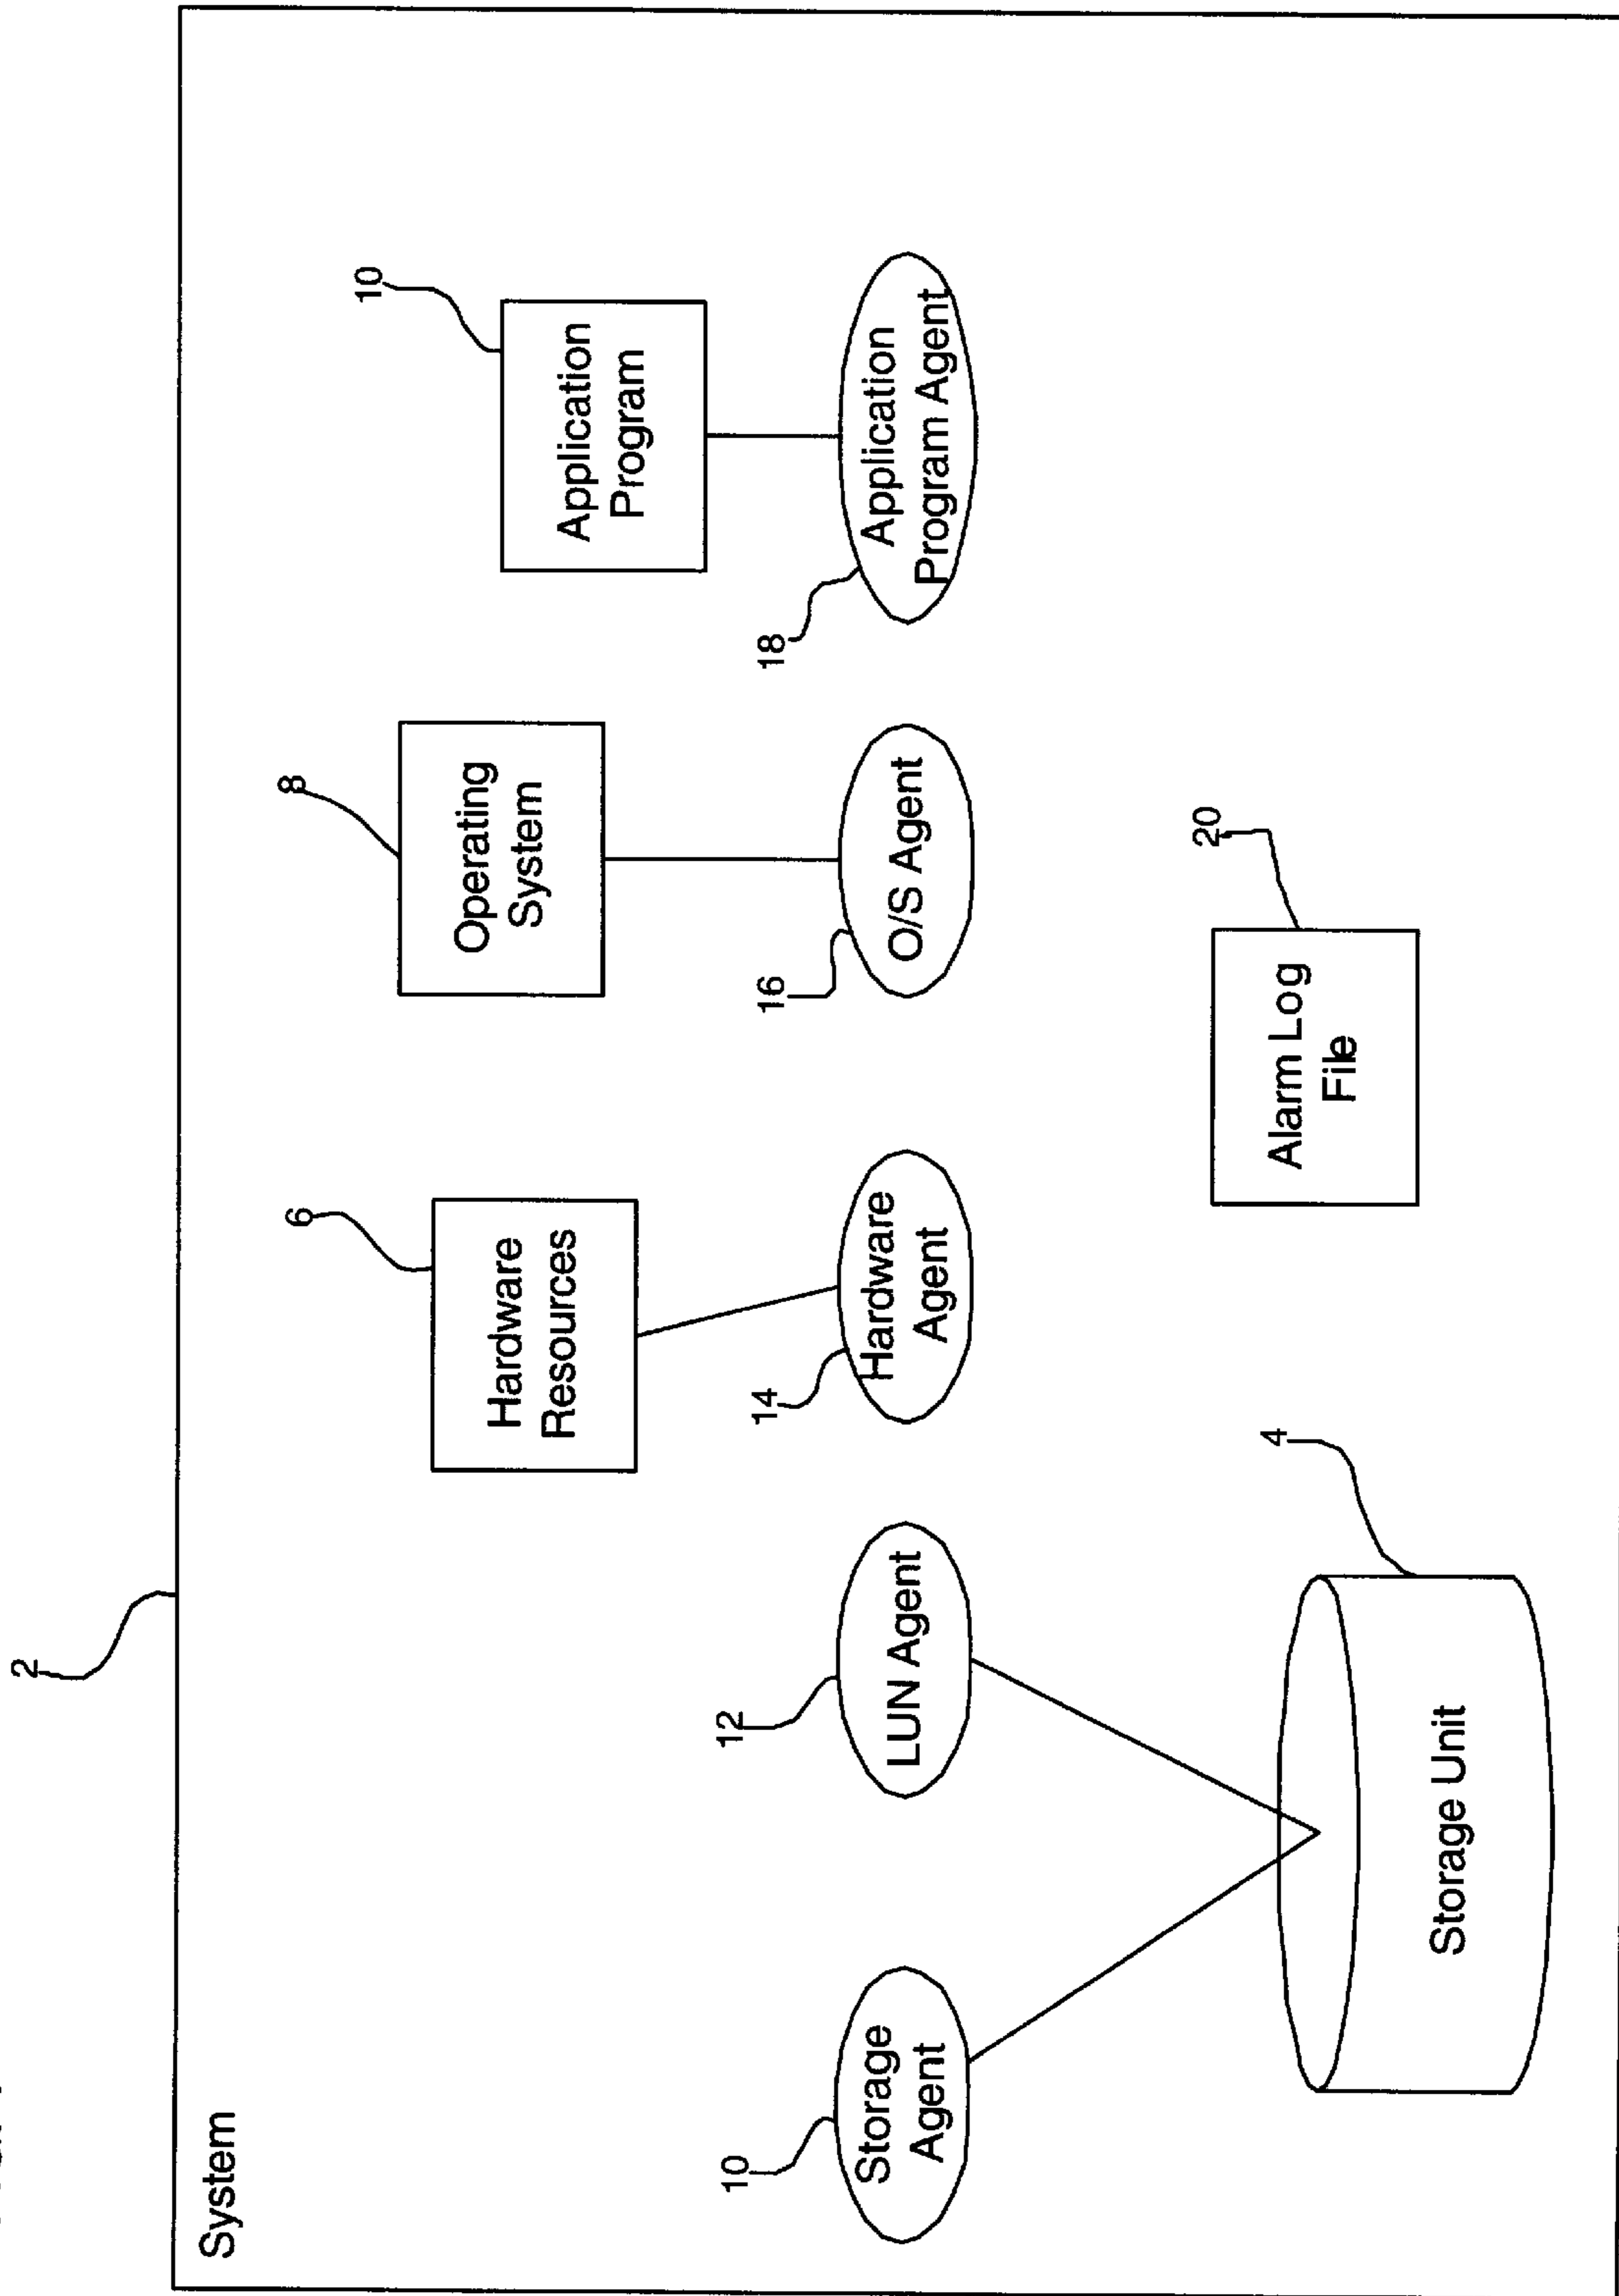 2
System
10
Application
Program
8
Operating
System
6
Hardware
Resources
10
Storage
Agent
12
LUN Agent
14
Hardware
Agent
16
O/S Agent
18
Application
Program Agent
4
Storage Unit
20
Alarm Log
File